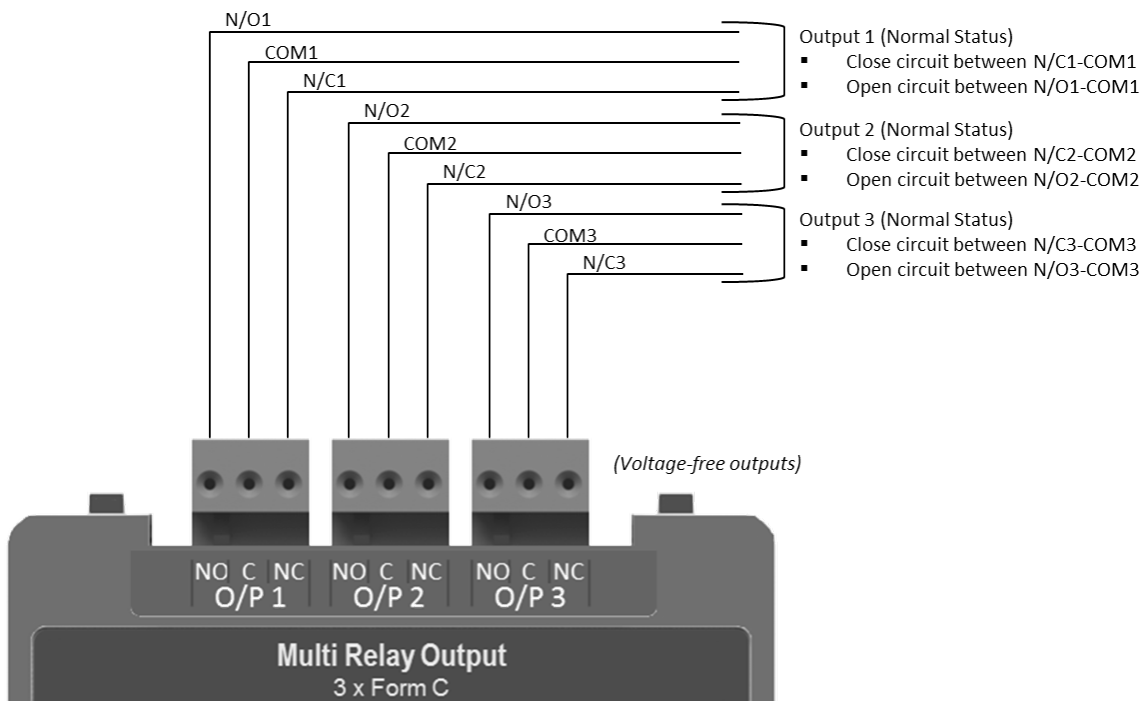 N/O1
COM1
N/C1
Output 1 (Normal Status)
▪ Close circuit between N/C1-COM1
▪ Open circuit between N/O1-COM1
N/O2
COM2
N/C2
Output 2 (Normal Status)
▪ Close circuit between N/C2-COM2
▪ Open circuit between N/O2-COM2
N/O3
COM3
N/C3
Output 3 (Normal Status)
▪ Close circuit between N/C3-COM3
▪ Open circuit between N/O3-COM3
(Voltage-free outputs)
NO C NC NO C NC NO C NC
O/P 1 O/P 2 O/P 3
Multi Relay Output
3 x Form C